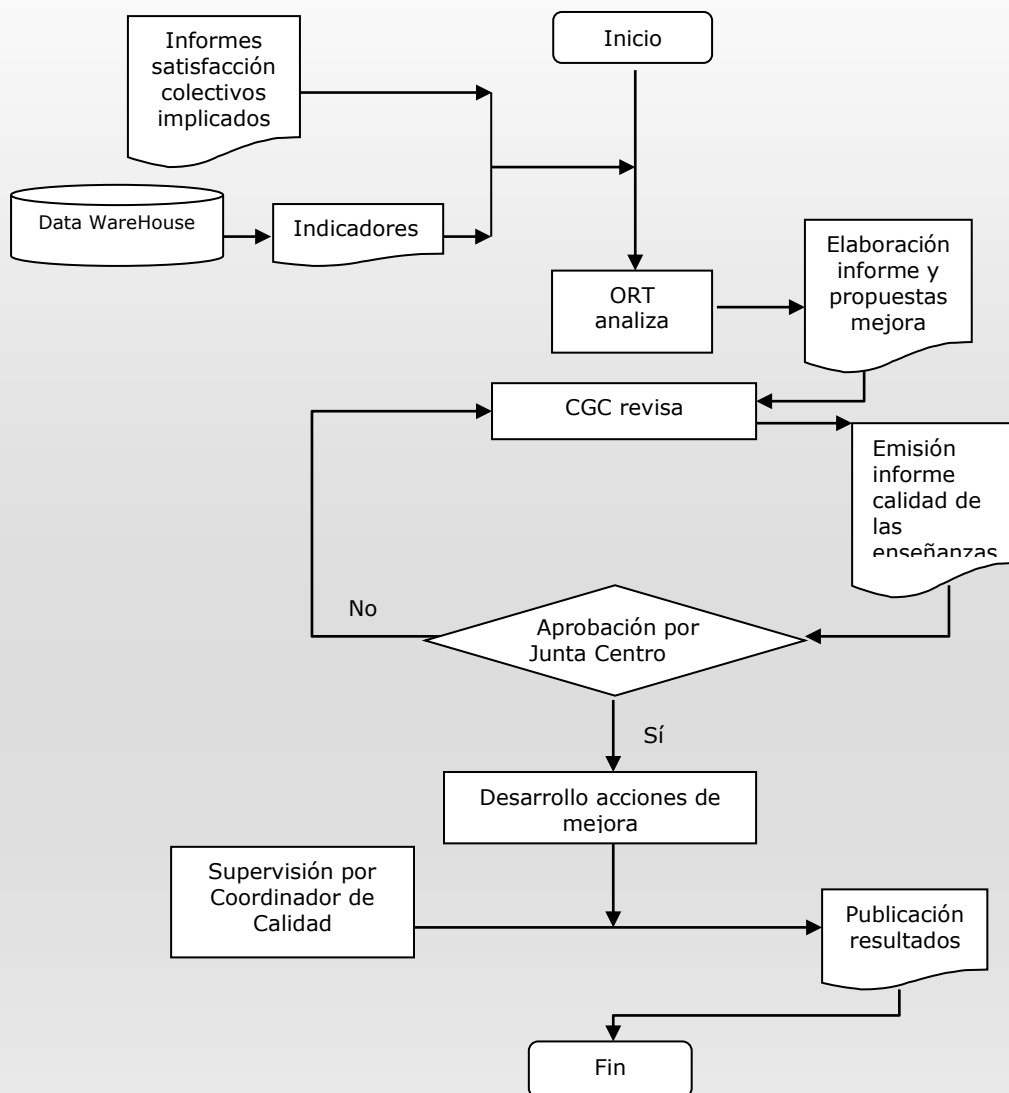 Informes
satisfacción
colectivos
implicados
Inicio
Data WareHouse
Indicadores
Elaboración
informe y
propuestas
mejora
ORT
analiza
CGC revisa
Emisión
informe
calidad de
las
enseñanzas
No
Aprobación por
Junta Centro
Sí
Desarrollo acciones de
mejora
Supervisión por
Coordinador de
Calidad
Publicación
resultados
Fin